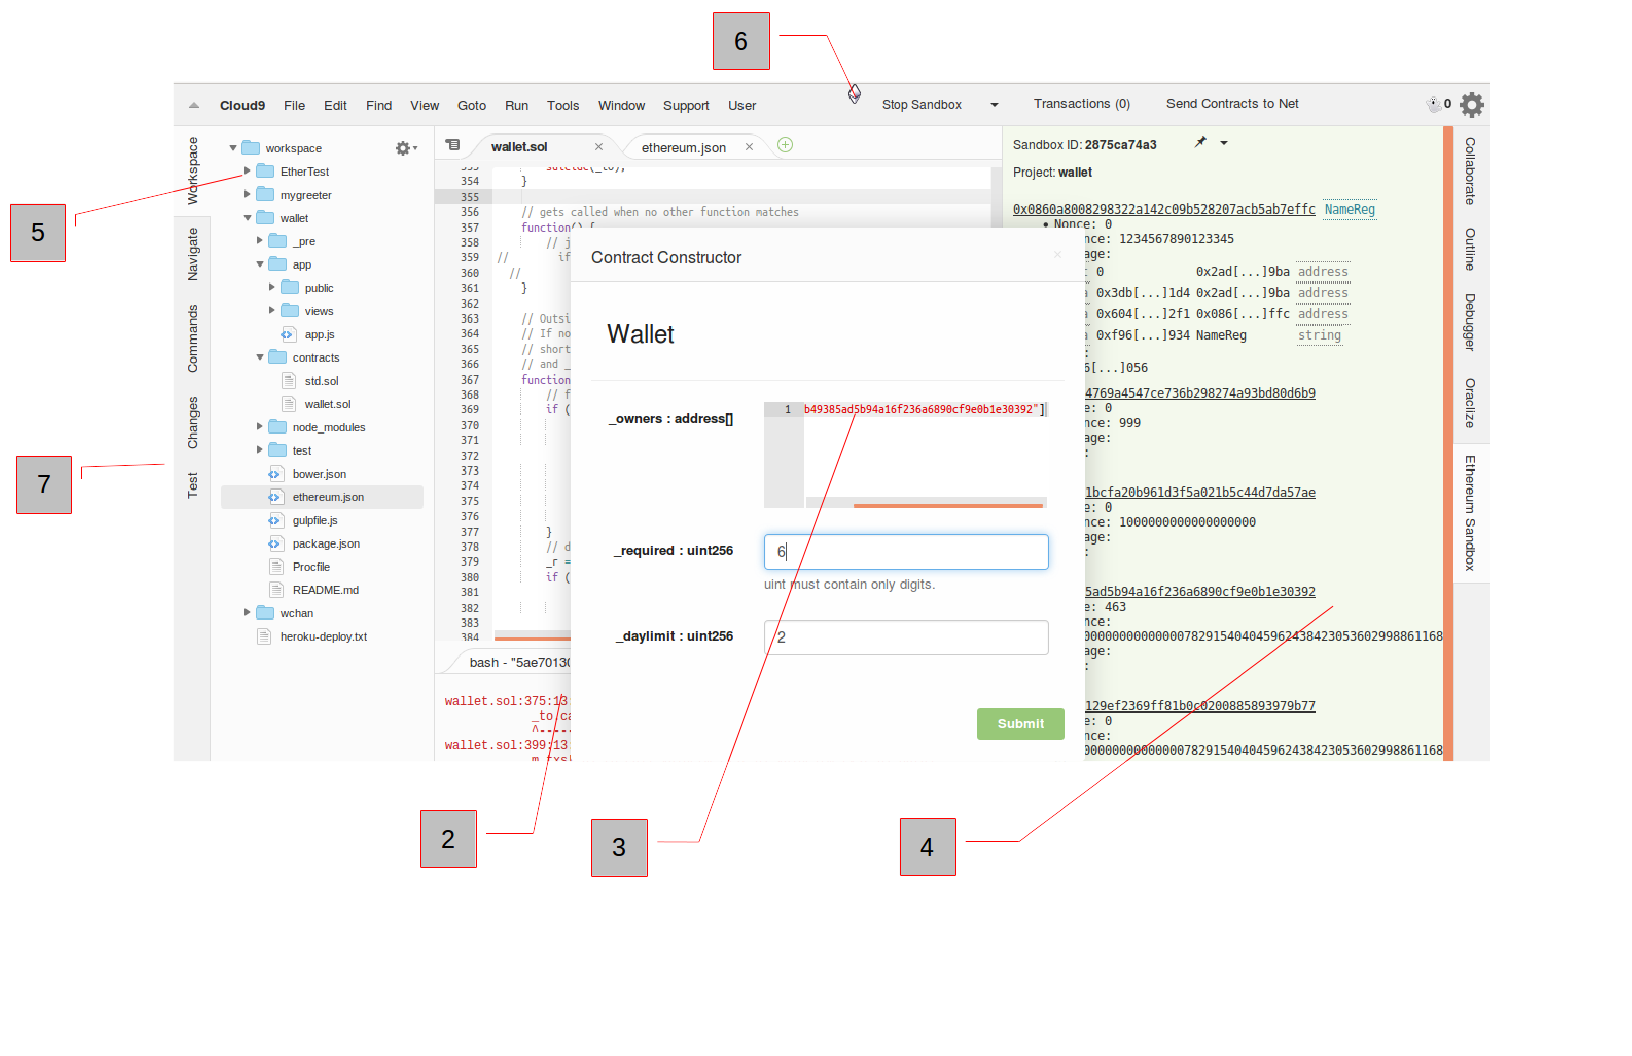 6
Cloud9 File Edit Find View Goto Run Tools Window Support User Stop Sandbox Transactions (0) Send Contracts to Net 0
Workspace
Navigate
Commands
Changes
Test
5
7
workspace
EtherTest
mygreeter
wallet
_pre
app
public
views
app.js
contracts
std.sol
wallet.sol
node_modules
test
bower.json
ethereum.json
gulpfile.js
package.json
Procfile
README.md
wchan
heroku-deploy.txt
wallet.sol ethereum.json
354 }
355
356 // gets called when no other function matches
357 function() {
358 // j
359 // if
360 //
361 }
362
363 // Outsi
364 // If no
365 // short
366 // and _
367 function
368 // f
369 if (
370
371
372
373
374
375
376
377 }
378 // d
379 _r =
380 if (
381
382
383
384
bash - "5ae7013
wallet.sol:375:13
_to.ca
^-----
wallet.sol:399:13
Contract Constructor
Wallet
_owners : address[]
1 b49385ad5b94a16f236a6890cf9e0b1e30392"]
_required : uint256
6
uint must contain only digits.
_daylimit : uint256
2
Submit
Sandbox ID: 2875ca74a3
Project: wallet
0x0860a8008298322a142c09b528207acb5ab7effc NameReg
• Nonce: 0
nce: 1234567890123345
age:
0 0x2ad[...]9ba address
a 0x3db[...]1d4 0x2ad[...]9ba address
a 0x604[...]2f1 0x086[...]ffc address
a 0xf96[...]934 NameReg string
:
6[...]056
4769a4547ce736b298274a93bd80d6b9
e: 0
nce: 999
age:
:
1bcfa20b961d3f5a021b5c44d7da57ae
e: 0
nce: 1000000000000000000
age:
:
5ad5b94a16f236a6890cf9e0b1e30392
e: 463
nce:
age:
:
129ef2369ff81b0c0200885893979b77
e: 0
nce:
Collaborate
Outline
Debugger
Oraclize
Ethereum Sandbox
2
3
4